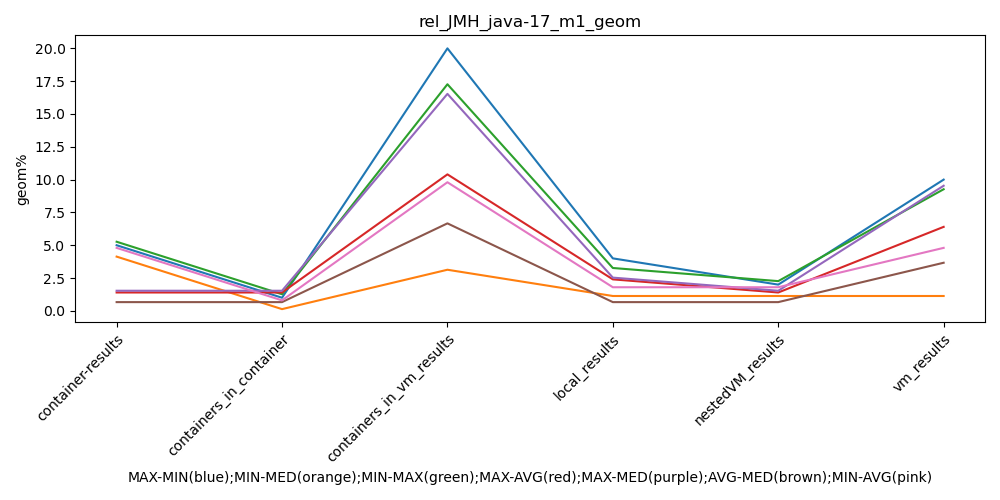 rel_JMH_java-17_m1_geom
geom%
20.0
17.5
15.0
12.5
10.0
7.5
5.0
2.5
0.0
container-results
containers_in_container
containers_in_vm_results
local_results
nestedVM_results
vm_results
MAX-MIN(blue);MIN-MED(orange);MIN-MAX(green);MAX-AVG(red);MAX-MED(purple);AVG-MED(brown);MIN-AVG(pink)